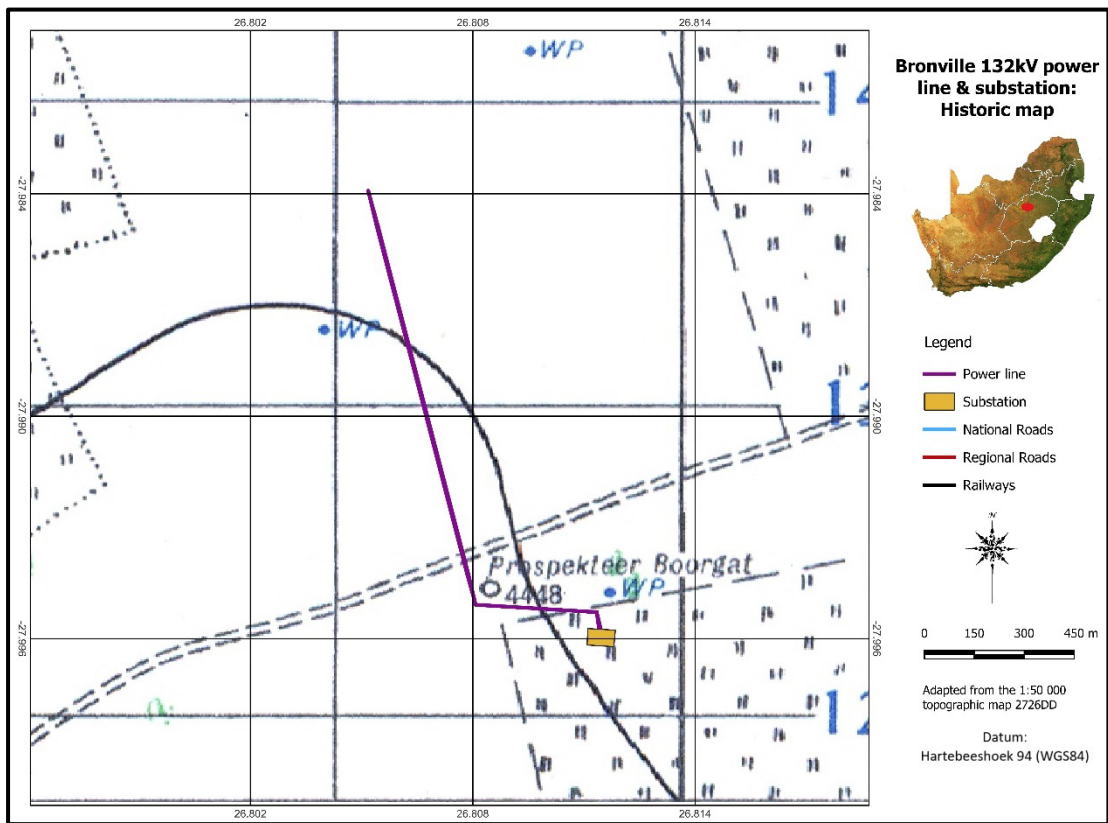 26.802
26.808
26.814
WP
14
-27.984
-27.984
WP
-27.990
-27.990
Prospekteer Boorgat
4448
WP
-27.996
-27.996
12
26.802
26.808
26.814
Bronville 132kV power
line & substation:
Historic map
Legend
Power line
Substation
National Roads
Regional Roads
Railways
N
0 150 300 450 m
Adapted from the 1:50 000
topographic map 2726DD
Datum:
Hartebeeshoek 94 (WGS84)